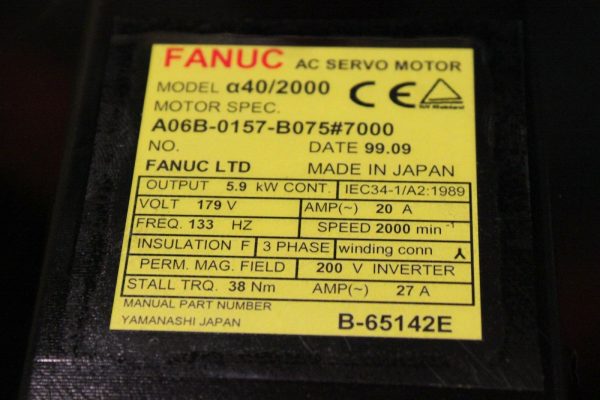 FANUC AC SERVO MOTOR
MODEL α40/2000
MOTOR SPEC.
A06B-0157-B075#7000
NO. DATE 99.09
FANUC LTD MADE IN JAPAN
OUTPUT 5.9 kW CONT. IEC34-1/A2:1989
VOLT 179 V AMP(~) 20 A
FREQ. 133 HZ SPEED 2000 min⁻¹
INSULATION F 3 PHASE winding conn
PERM. MAG. FIELD 200 V INVERTER
STALL TRQ. 38 Nm AMP(~) 27 A
MANUAL PART NUMBER
YAMANASHI JAPAN B-65142E